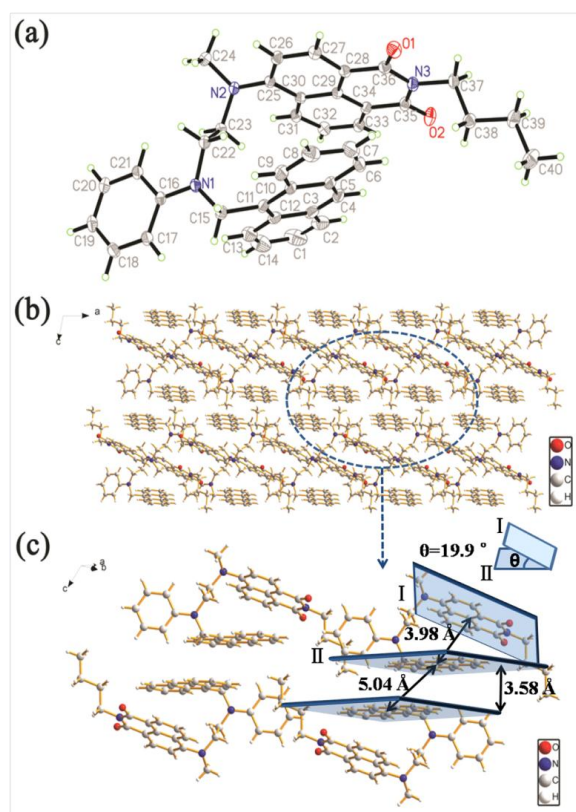 (a)
C24
C26
C27
C28
O1
C36
N3
C37
N2
C25
C30
C29
C34
C35
O2
C39
C38
C40
C23
C31
C32
C33
C22
C21
C9
C8
C7
C6
C20
C16
N1
C10
C5
C11
C12
C3
C4
C15
C19
C17
C18
C13
C14
C1
C2
(b)
a
c
O
N
C
H
(c)
a
b
c
θ=19.9 °
I
II
θ
I
3.98 Å
II
5.04 Å
3.58 Å
O
N
C
H